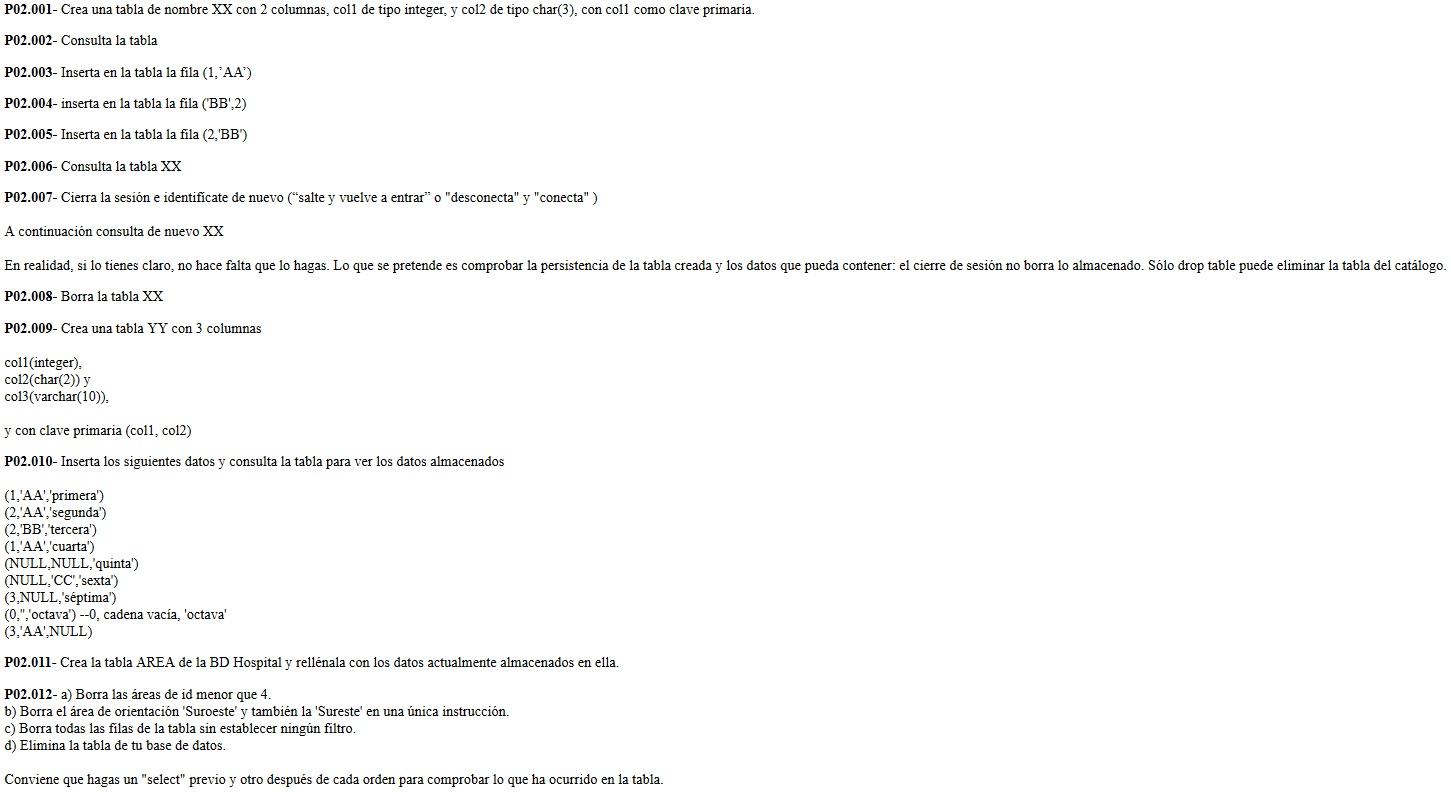 P02.001- Crea una tabla de nombre XX con 2 columnas, col1 de tipo integer, y col2 de tipo char(3), con col1 como clave primaria.
P02.002- Consulta la tabla
P02.003- Inserta en la tabla la fila (1,’AA’)
P02.004- inserta en la tabla la fila ('BB',2)
P02.005- Inserta en la tabla la fila (2,'BB')
P02.006- Consulta la tabla XX
P02.007- Cierra la sesión e identifícate de nuevo (“salte y vuelve a entrar” o "desconecta" y "conecta" )
A continuación consulta de nuevo XX
En realidad, si lo tienes claro, no hace falta que lo hagas. Lo que se pretende es comprobar la persistencia de la tabla creada y los datos que pueda contener: el cierre de sesión no borra lo almacenado. Sólo drop table puede eliminar la tabla del catálogo.
P02.008- Borra la tabla XX
P02.009- Crea una tabla YY con 3 columnas
col1(integer),
col2(char(2)) y
col3(varchar(10)),
y con clave primaria (col1, col2)
P02.010- Inserta los siguientes datos y consulta la tabla para ver los datos almacenados
(1,'AA','primera')
(2,'AA','segunda')
(2,'BB','tercera')
(1,'AA','cuarta')
(NULL,NULL,'quinta')
(NULL,'CC','sexta')
(3,NULL,'séptima')
(0,'','octava') --0, cadena vacía, 'octava'
(3,'AA',NULL)
P02.011- Crea la tabla AREA de la BD Hospital y rellénala con los datos actualmente almacenados en ella.
P02.012- a) Borra las áreas de id menor que 4.
b) Borra el área de orientación 'Suroeste' y también la 'Sureste' en una única instrucción.
c) Borra todas las filas de la tabla sin establecer ningún filtro.
d) Elimina la tabla de tu base de datos.
Conviene que hagas un "select" previo y otro después de cada orden para comprobar lo que ha ocurrido en la tabla.